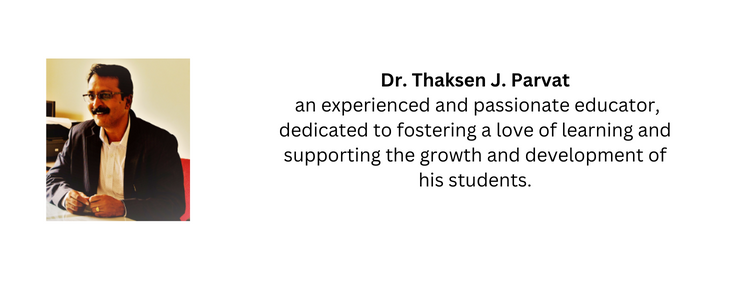 Dr. Thaksen J. Parvat
an experienced and passionate educator,
dedicated to fostering a love of learning and
supporting the growth and development of
his students.